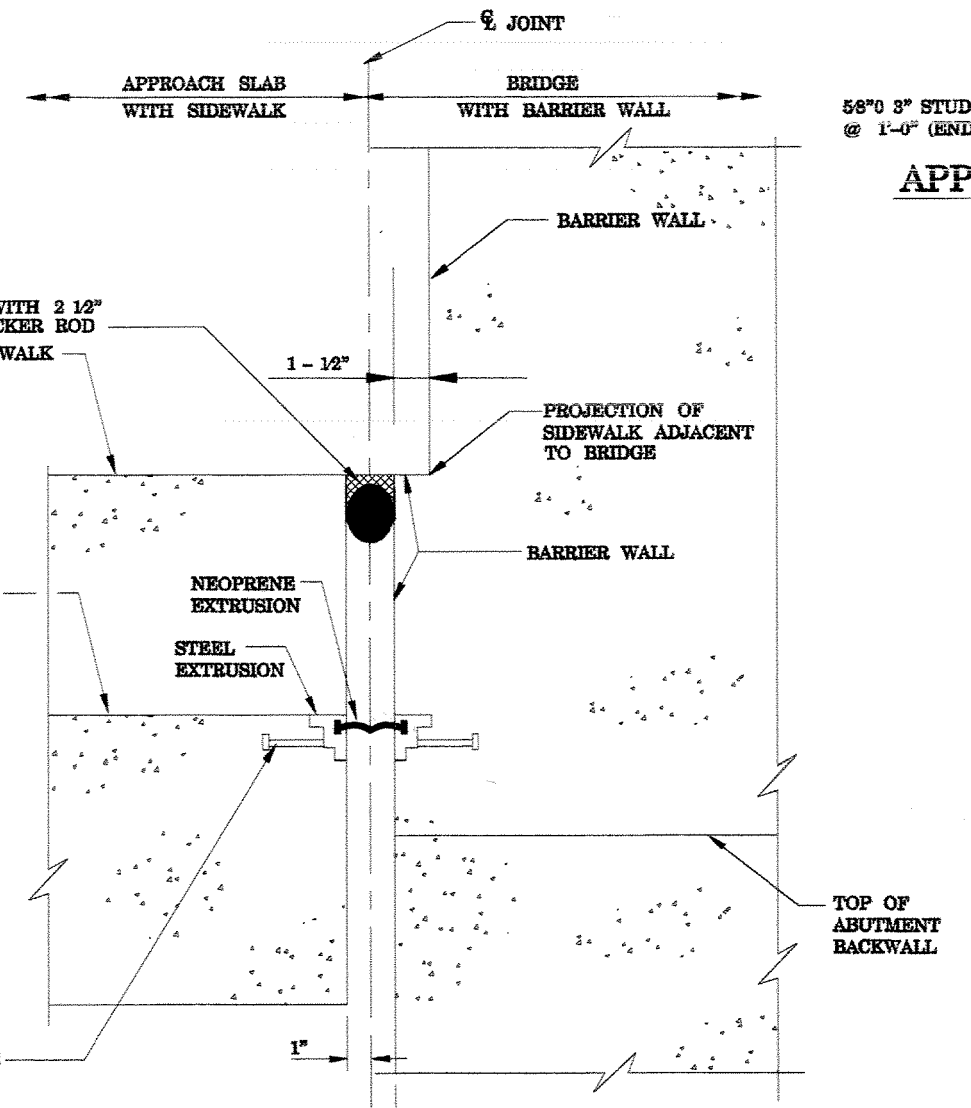 ℄ JOINT
APPROACH SLAB
WITH SIDEWALK
BRIDGE
WITH BARRIER WALL
5⁄8"0 3" STUD
@ 1'-0" (END
APP
BARRIER WALL
WITH 2 1⁄2"
CKER ROD
WALK
1 - 1⁄2"
PROJECTION OF
SIDEWALK ADJACENT
TO BRIDGE
BARRIER WALL
NEOPRENE
EXTRUSION
STEEL
EXTRUSION
TOP OF
ABUTMENT
BACKWALL
1"